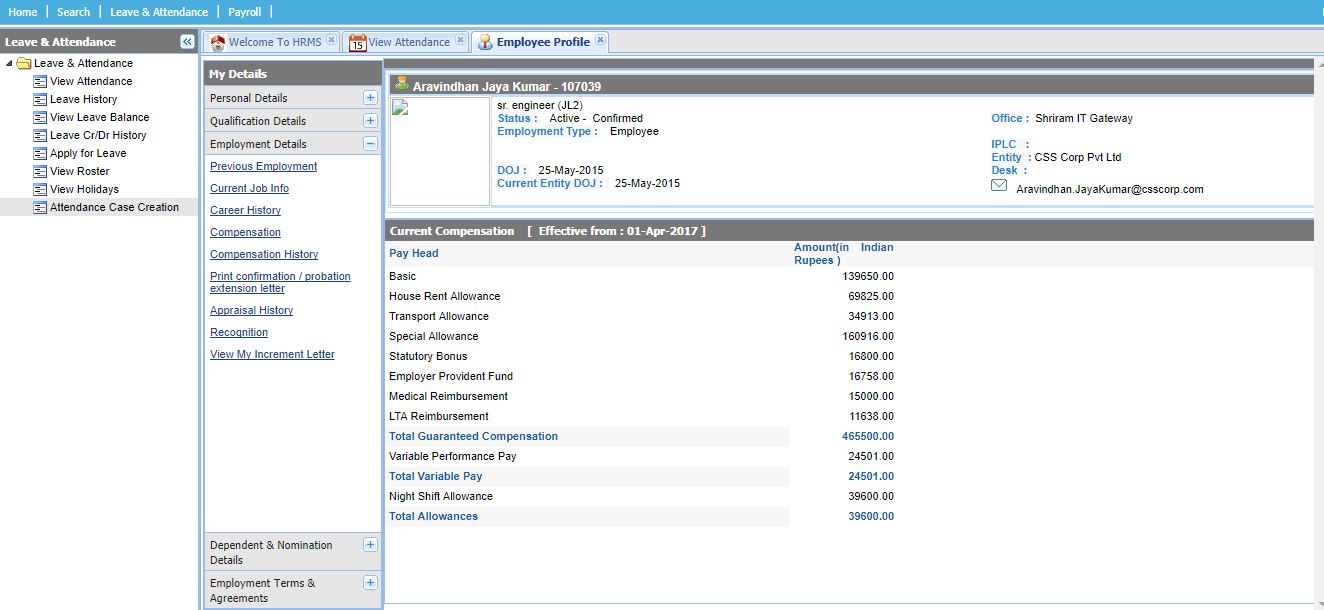 Home | Search | Leave & Attendance | Payroll |
Leave & Attendance
Leave & Attendance
View Attendance
Leave History
View Leave Balance
Leave Cr/Dr History
Apply for Leave
View Roster
View Holidays
Attendance Case Creation
Welcome To HRMS
15 View Attendance
Employee Profile
My Details
Personal Details
Qualification Details
Employment Details
Previous Employment
Current Job Info
Career History
Compensation
Compensation History
Print confirmation / probation
extension letter
Appraisal History
Recognition
View My Increment Letter
Dependent & Nomination
Details
Employment Terms &
Agreements
Aravindhan Jaya Kumar - 107039
sr. engineer (JL2)
Status : Active - Confirmed
Employment Type : Employee
DOJ : 25-May-2015
Current Entity DOJ : 25-May-2015
Office : Shriram IT Gateway
IPLC :
Entity : CSS Corp Pvt Ltd
Desk :
Aravindhan.JayaKumar@csscorp.com
Current Compensation [ Effective from : 01-Apr-2017 ]
Pay Head Amount(in Indian
Rupees )
Basic 139650.00
House Rent Allowance 69825.00
Transport Allowance 34913.00
Special Allowance 160916.00
Statutory Bonus 16800.00
Employer Provident Fund 16758.00
Medical Reimbursement 15000.00
LTA Reimbursement 11638.00
Total Guaranteed Compensation 465500.00
Variable Performance Pay 24501.00
Total Variable Pay 24501.00
Night Shift Allowance 39600.00
Total Allowances 39600.00